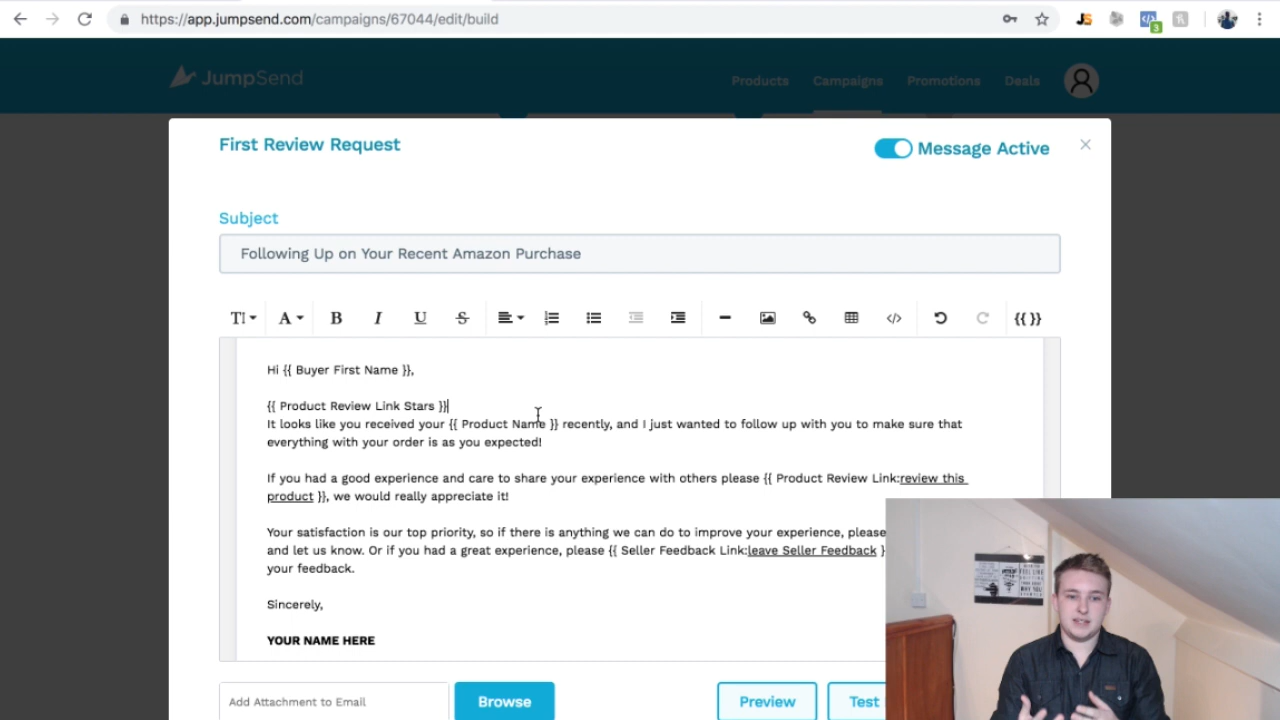 https://app.jumpsend.com/campaigns/67044/edit/build
JS
3
JumpSend
Products Campaigns Promotions Deals
First Review Request
Message Active
Subject
Following Up on Your Recent Amazon Purchase
Hi {{ Buyer First Name }},
{{ Product Review Link Stars }}
It looks like you received your {{ Product Name }} recently, and I just wanted to follow up with you to make sure that
everything with your order is as you expected!
If you had a good experience and care to share your experience with others please {{ Product Review Link:review this
product }}, we would really appreciate it!
Your satisfaction is our top priority, so if there is anything we can do to improve your experience, please
and let us know. Or if you had a great experience, please {{ Seller Feedback Link:leave Seller Feedback }
your feedback.
Sincerely,
YOUR NAME HERE
Add Attachment to Email
Browse
Preview
Test